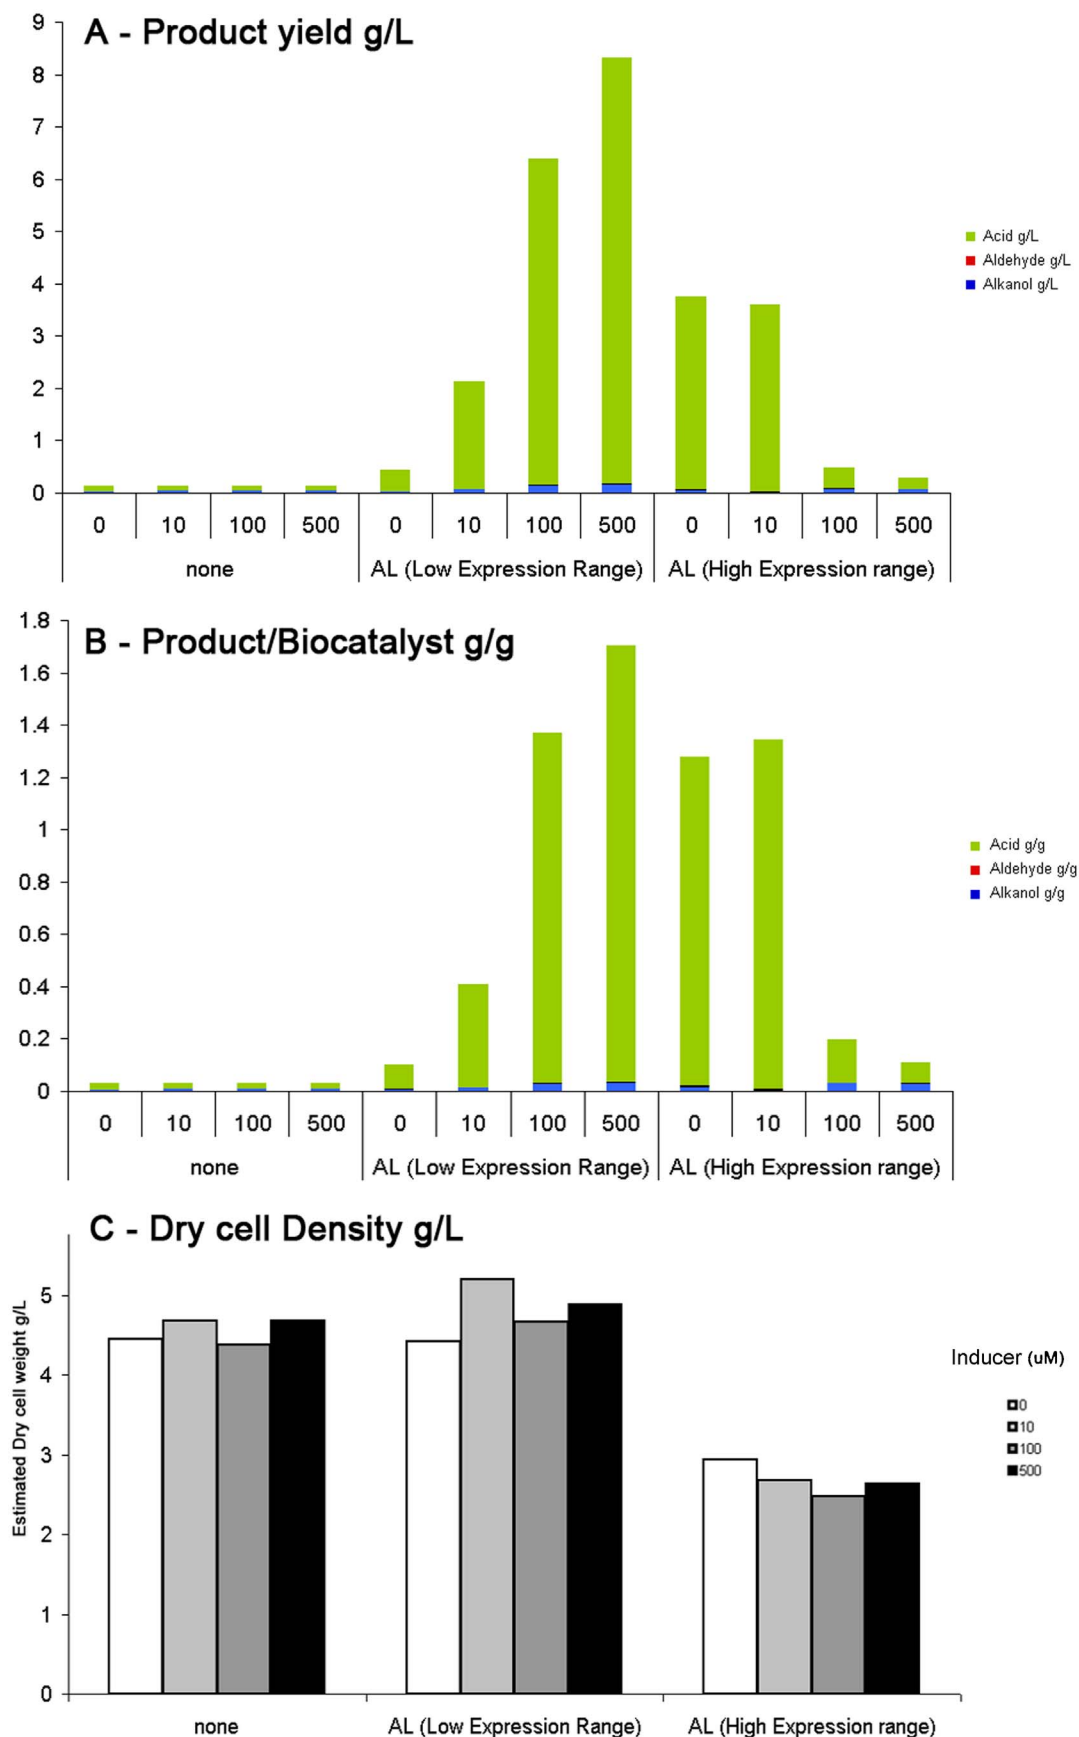 A - Product yield g/L
9
8
7
6
5
4
3
2
1
0
Acid g/L
Aldehyde g/L
Alkanol g/L
0 10 100 500 0 10 100 500 0 10 100 500
none AL (Low Expression Range) AL (High Expression range)
B - Product/Biocatalyst g/g
1.8
1.6
1.4
1.2
1
0.8
0.6
0.4
0.2
0
Acid g/g
Aldehyde g/g
Alkanol g/g
0 10 100 500 0 10 100 500 0 10 100 500
none AL (Low Expression Range) AL (High Expression range)
C - Dry cell Density g/L
Estimated Dry cell weight g/L
5
4
3
2
1
0
Inducer (uM)
0
10
100
500
none AL (Low Expression Range) AL (High Expression range)